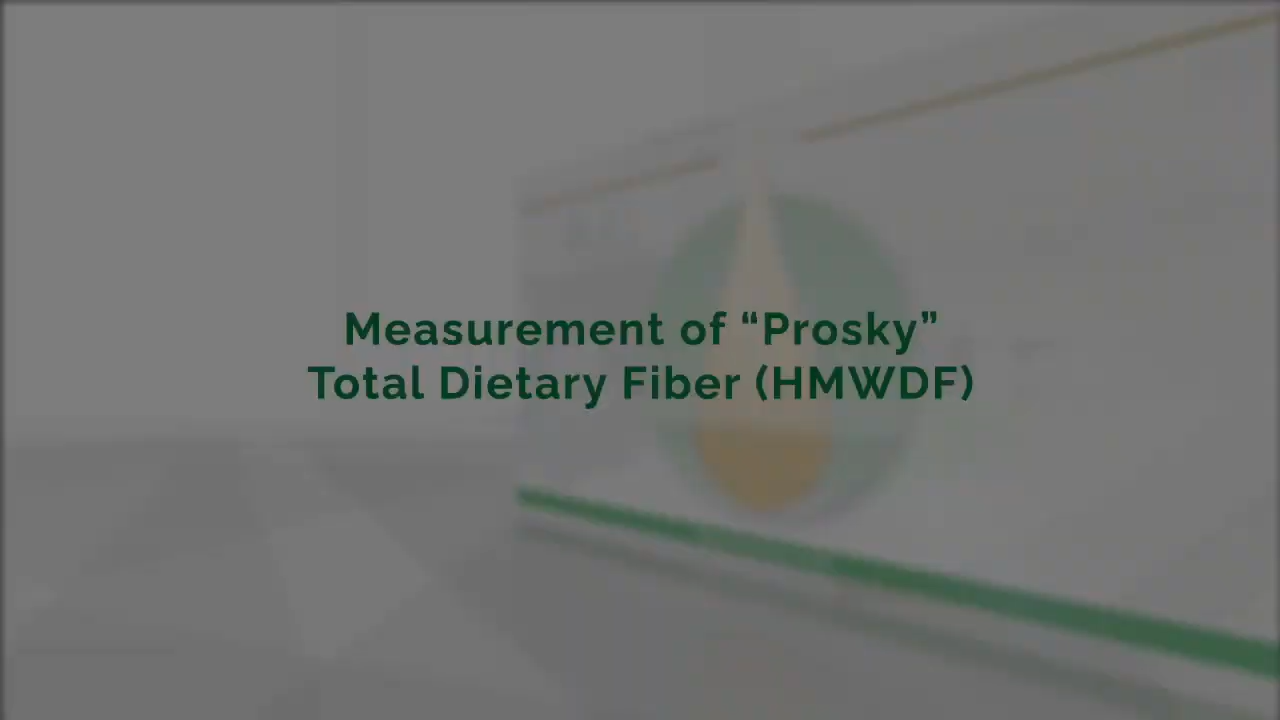 Measurement of “Prosky”
Total Dietary Fiber (HMWDF)